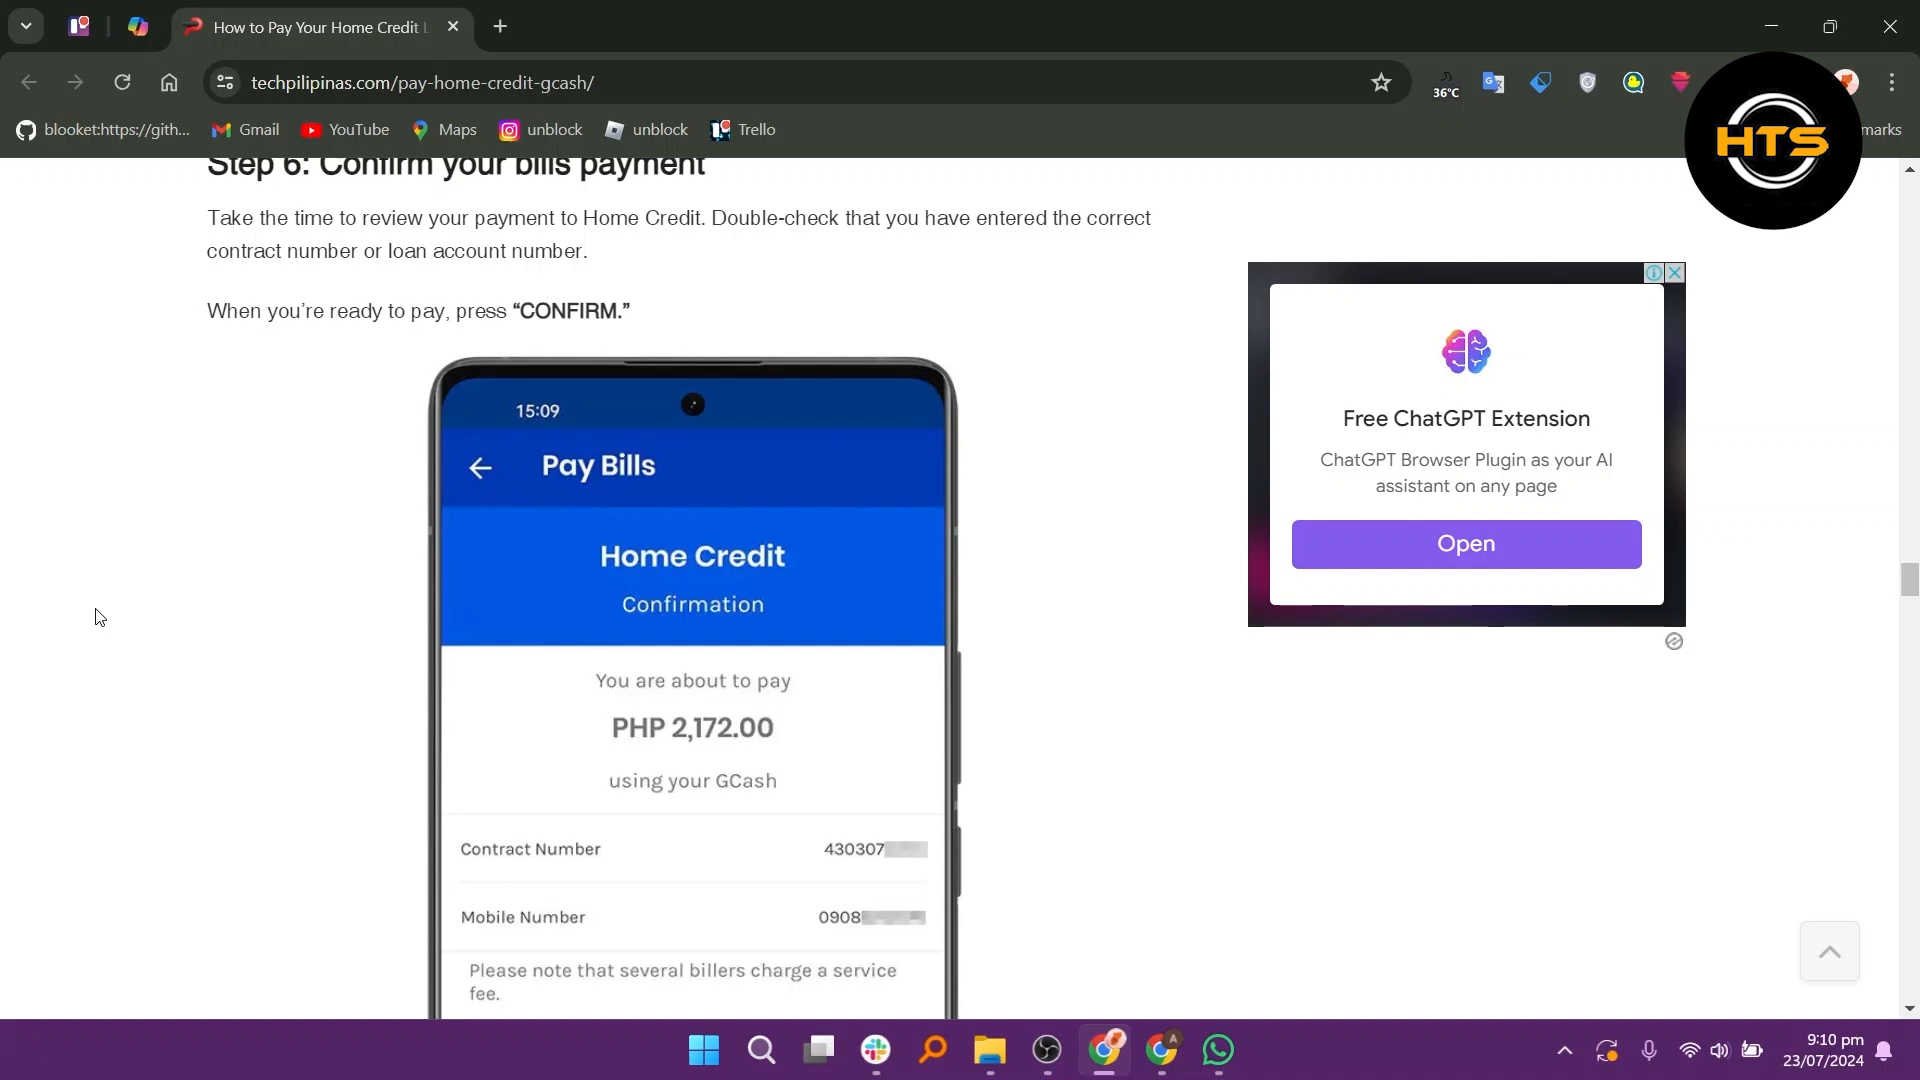 How to Pay Your Home Credit L
techpilipinas.com/pay-home-credit-gcash/
36°C
HTS
blooket:https://gith...
Gmail
YouTube
Maps
unblock
unblock
Trello
marks
Step 6: Confirm your bills payment
Take the time to review your payment to Home Credit. Double-check that you have entered the correct
contract number or loan account number.
When you’re ready to pay, press “CONFIRM.”
15:09
Pay Bills
Home Credit
Confirmation
You are about to pay
PHP 2,172.00
using your GCash
Contract Number 430307
Mobile Number 0908
Please note that several billers charge a service
fee.
Free ChatGPT Extension
ChatGPT Browser Plugin as your AI
assistant on any page
Open
A
9:10 pm
23/07/2024